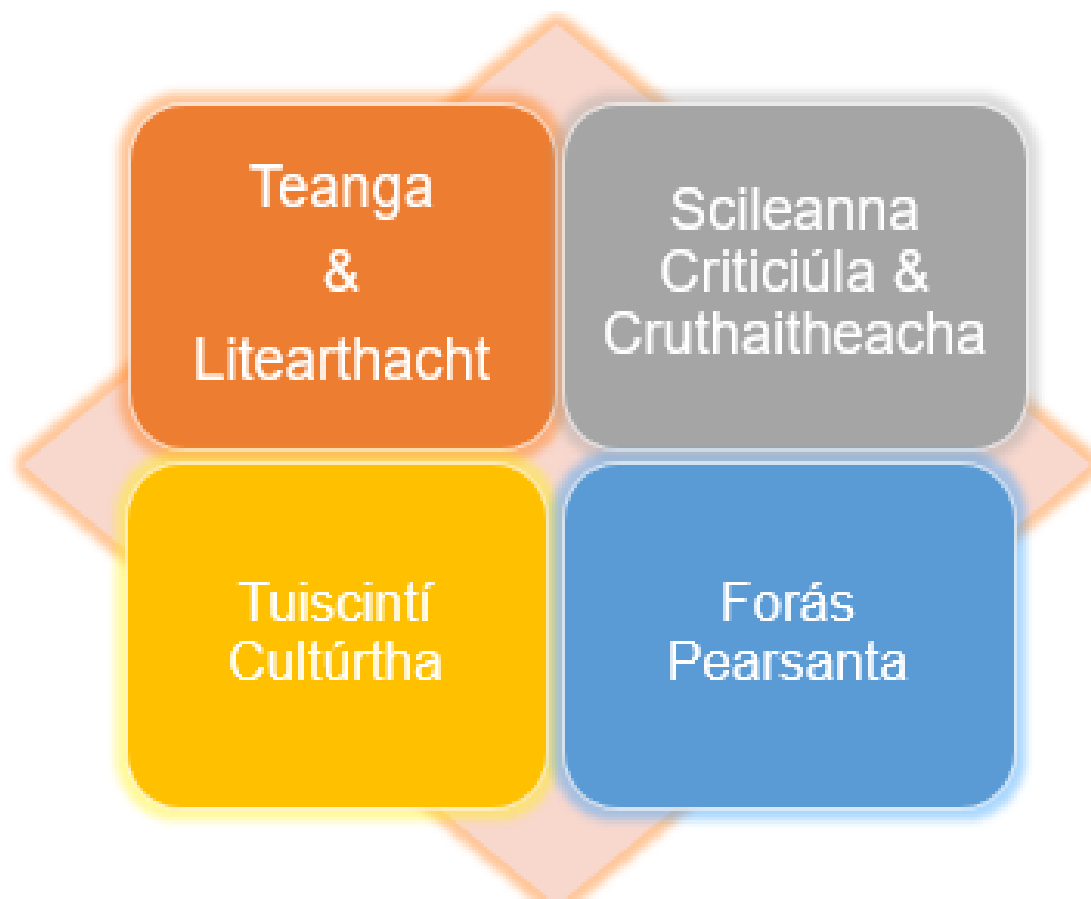 Teanga
&
Litearthacht
Scileanna
Criticiúla &
Cruthaitheacha
Tuiscintí
Cultúrtha
Forás
Pearsanta